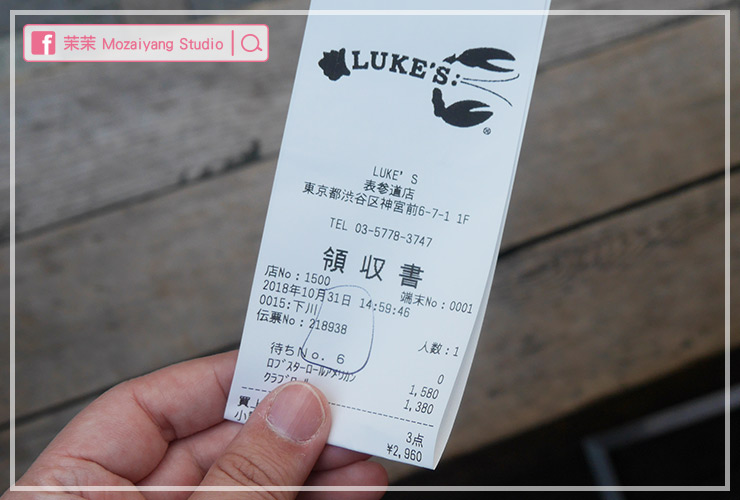 茉茉 Mozaiyang Studio
LUKE'S
LUKE' S
表参道店
東京都渋谷区神宮前6-7-1 1F
TEL 03-5778-3747
領収書
店No：1500 端末No：0001
2018年10月31日 14:59:46
0015:下川 人数：1
伝票No：218938
待ちNo. 6 0
ロブスターロールアメリカン 1,580
クラブロール 1,380
買上 3点
小 ¥2,960